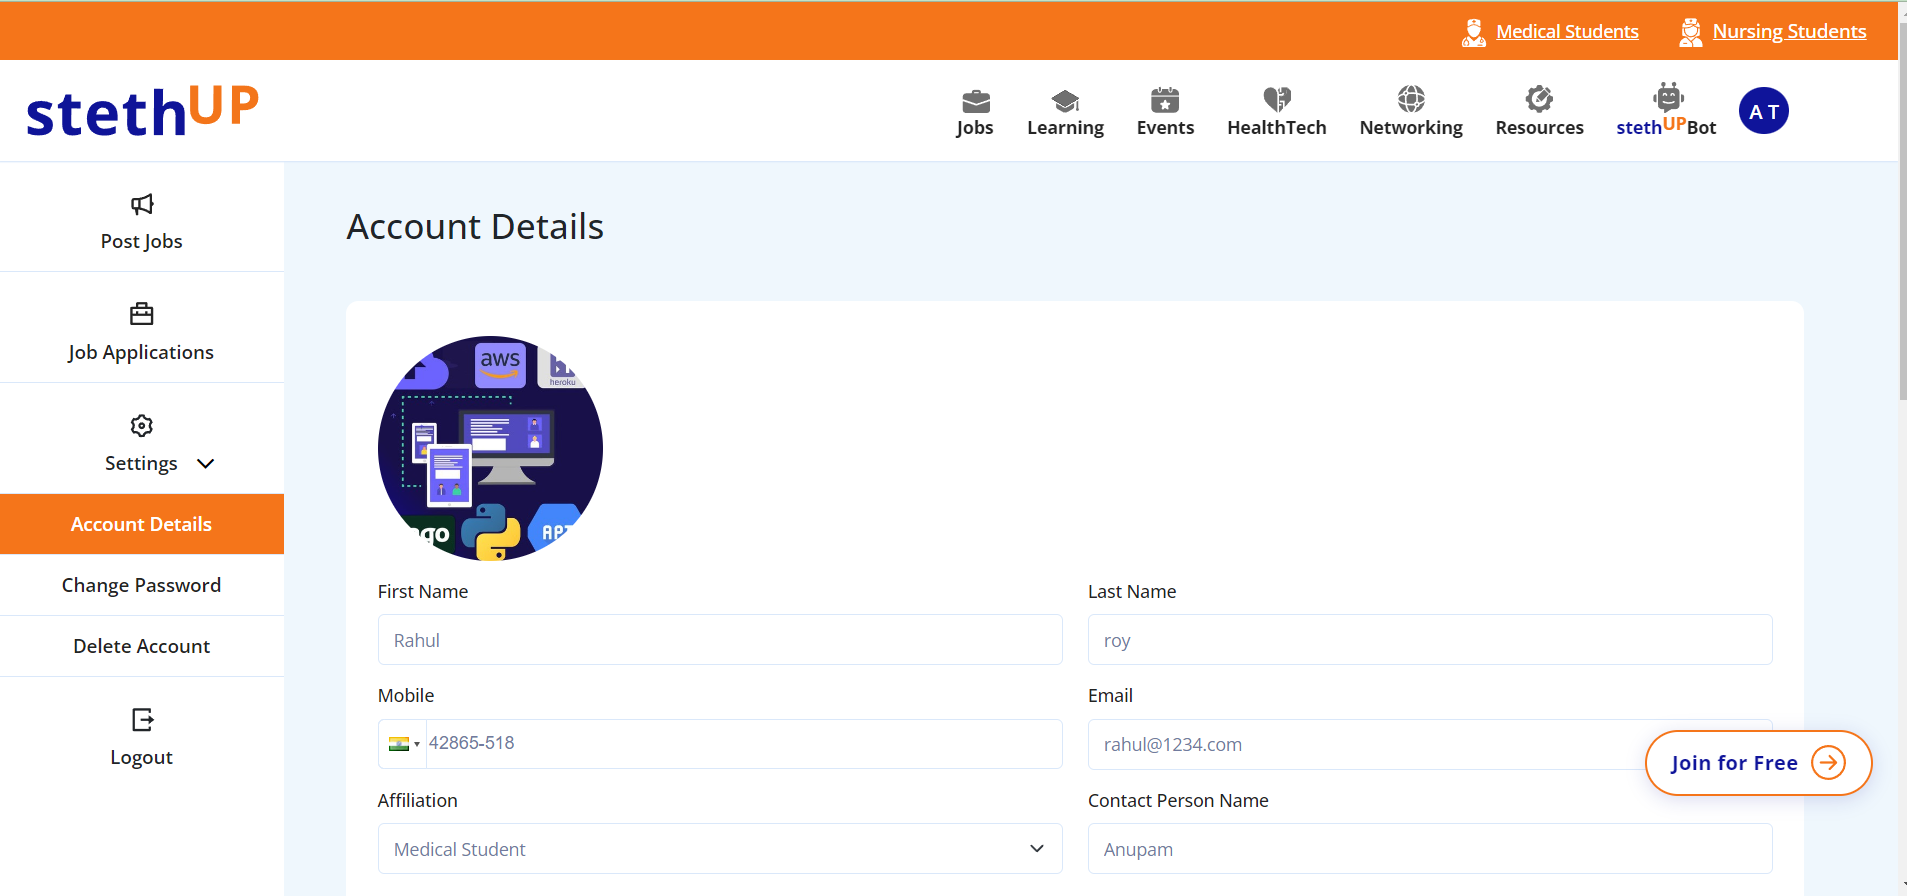 Medical Students Nursing Students
stethUP
Jobs Learning Events HealthTech Networking Resources stethUPBot A T
Post Jobs
Job Applications
Settings
Account Details
Change Password
Delete Account
Logout
Account Details
aws
heroku
go
API
First Name Last Name
Rahul roy
Mobile Email
42865-518 rahul@1234.com
Join for Free
Affiliation Contact Person Name
Medical Student Anupam